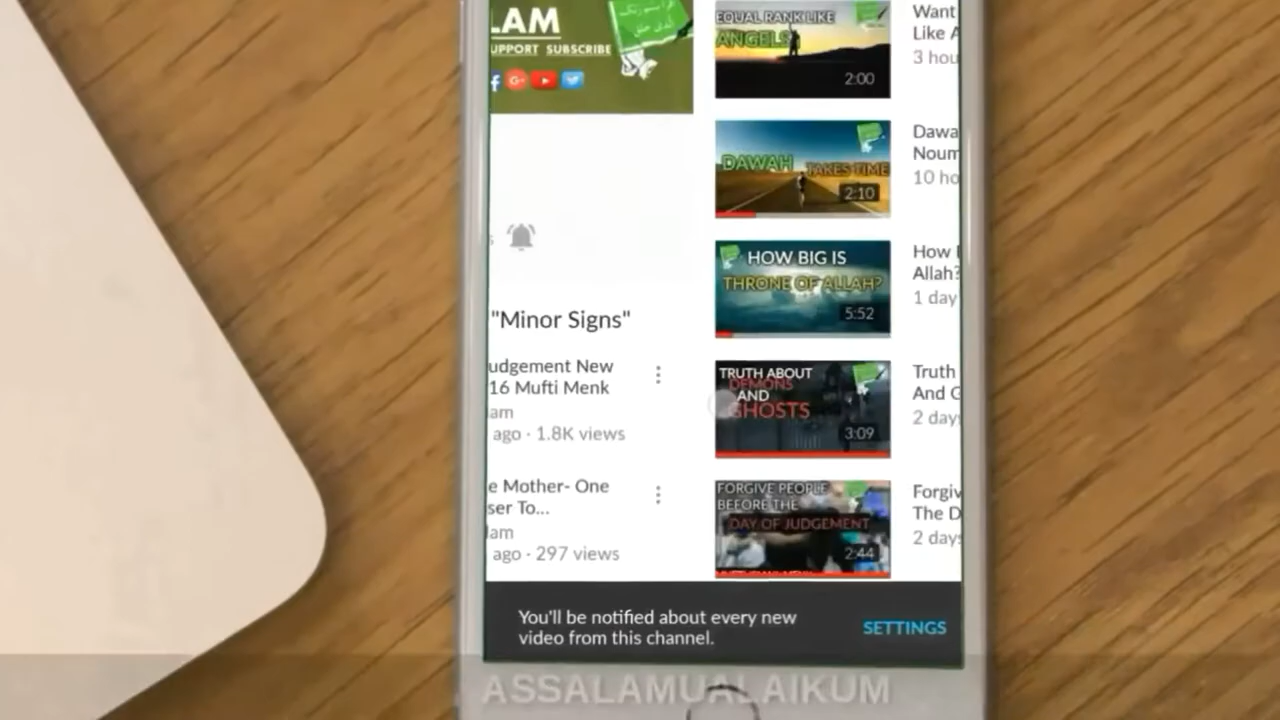 LAM
UPPORT SUBSCRIBE
s
"Minor Signs"
udgement New
16 Mufti Menk
lam
ago · 1.8K views
e Mother- One
ser To...
lam
ago · 297 views
EQUAL RANK LIKE
ANGELS
2:00
Want
Like A
3 hou
DAWAH
TAKES TIME
2:10
Dawa
Noum
10 ho
HOW BIG IS
THRONE OF ALLAH?
5:52
How
Allah?
1 day
TRUTH ABOUT
DEMONS
AND
GHOSTS
3:09
Truth
And G
2 days
FORGIVE PEOPLE
BEFORE THE
DAY OF JUDGEMENT
2:44
Forgiv
The D
2 days
You'll be notified about every new
video from this channel.
SETTINGS
ASSALAMUALAIKUM